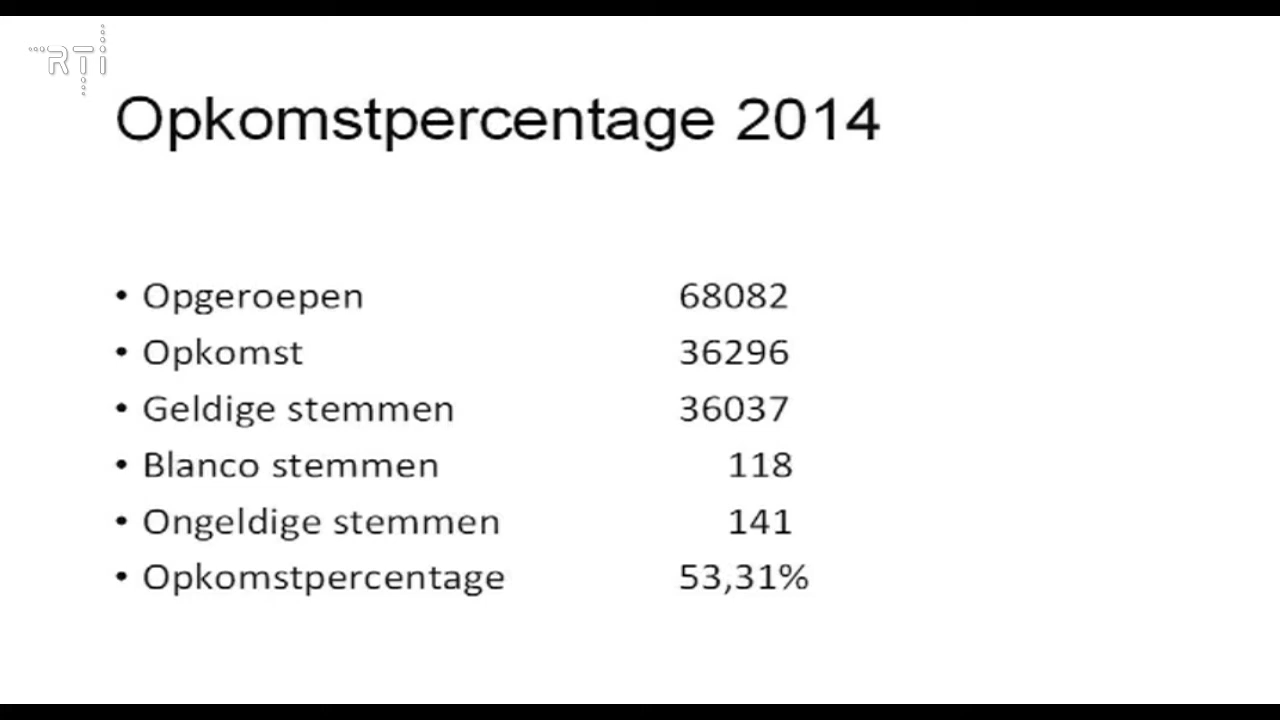 RTi
Opkomstpercentage 2014
• Opgeroepen 68082
• Opkomst 36296
• Geldige stemmen 36037
• Blanco stemmen 118
• Ongeldige stemmen 141
• Opkomstpercentage 53,31%